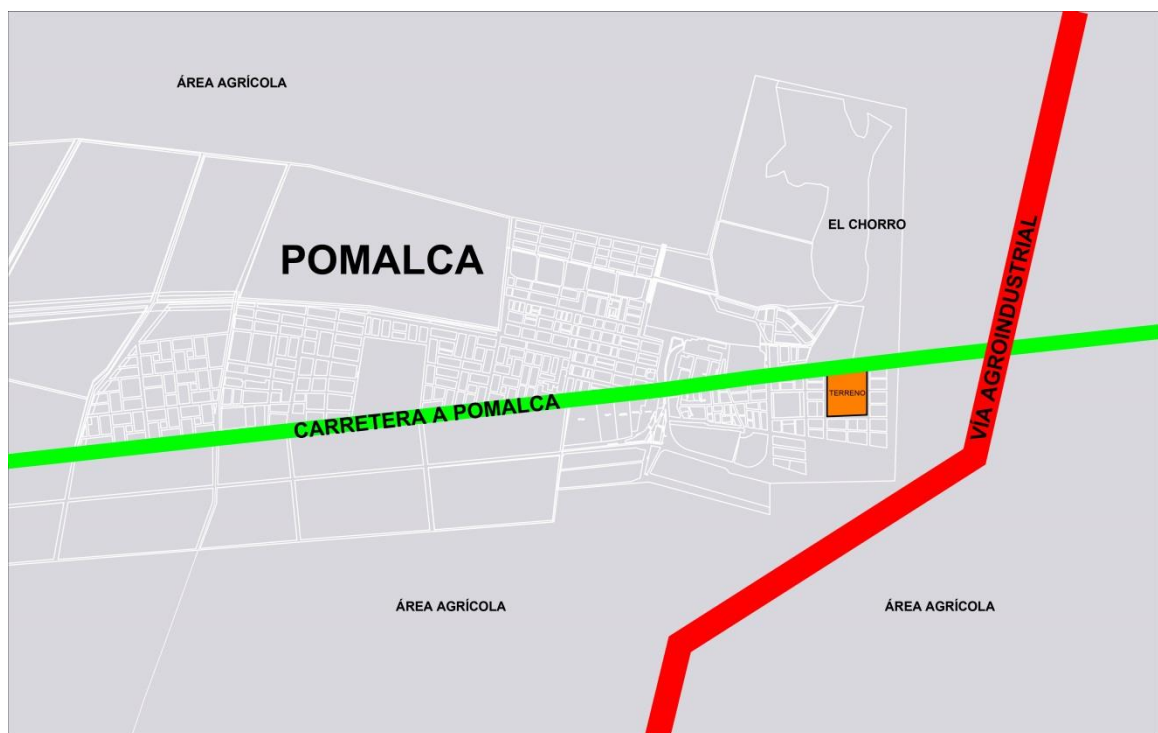 ÁREA AGRÍCOLA
EL CHORRO
POMALCA
VÍA AGROINDUSTRIAL
TERRENO
CARRETERA A POMALCA
ÁREA AGRÍCOLA
ÁREA AGRÍCOLA